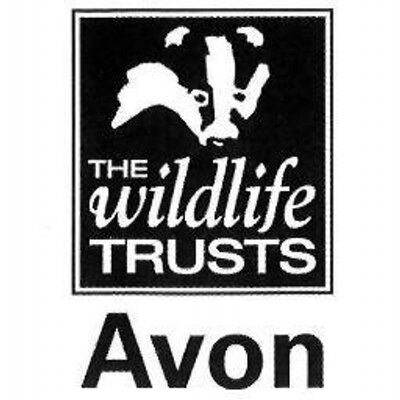 THE
wildlife
TRUSTS
Avon